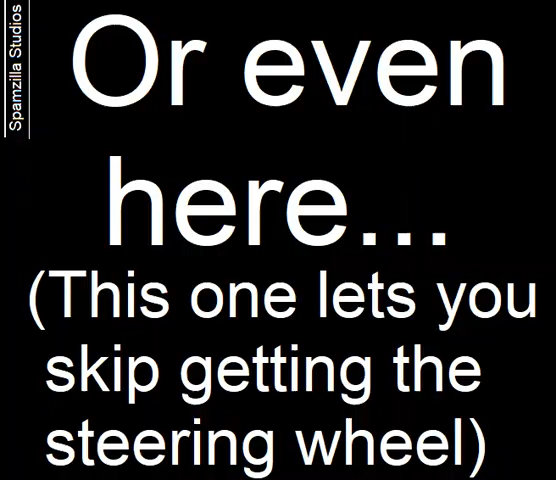 Spamzilla Studios
Or even
here...
(This one lets you
skip getting the
steering wheel)